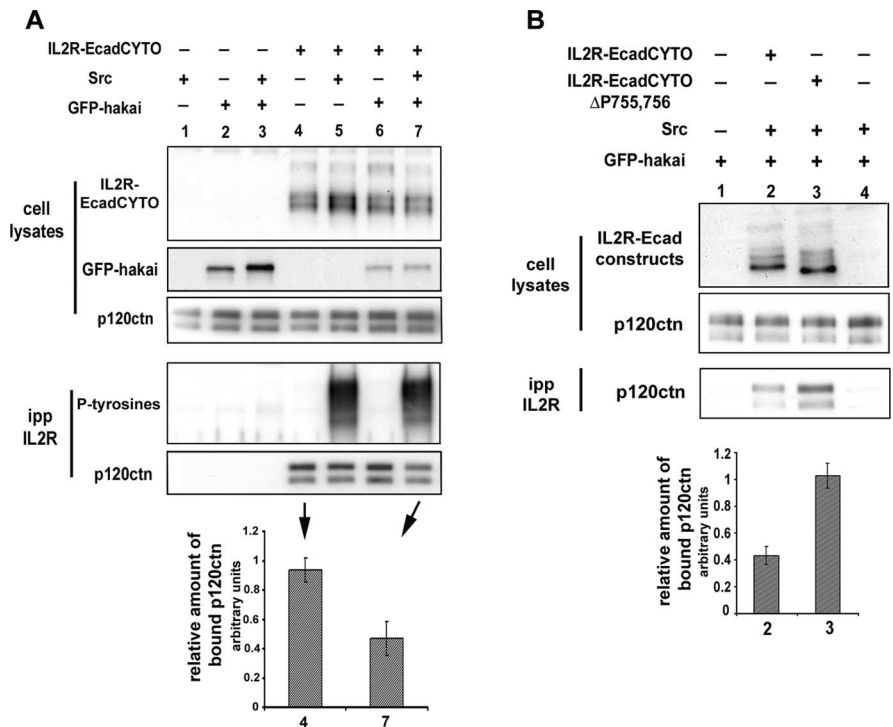 A
IL2R-EcadCYTO – – – + + + +
Src + – + – + – +
GFP-hakai – + + – – + +
1 2 3 4 5 6 7
cell lysates
IL2R-EcadCYTO
GFP-hakai
p120ctn
ipp IL2R
P-tyrosines
p120ctn
relative amount of bound p120ctn
arbitrary units
1.2
1
0.8
0.6
0.4
0.2
0
4 7
B
IL2R-EcadCYTO – + – –
IL2R-EcadCYTO – – + –
ΔP755,756
Src – + + +
GFP-hakai + + + +
1 2 3 4
cell lysates
IL2R-Ecad constructs
p120ctn
ipp IL2R
p120ctn
relative amount of bound p120ctn
arbitrary units
1.2
1
0.8
0.6
0.4
0.2
0
2 3